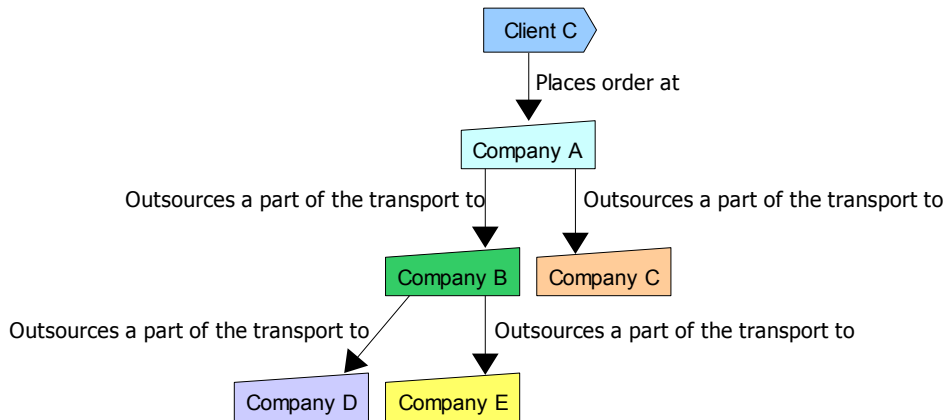 Client C
Places order at
Company A
Outsources a part of the transport to
Outsources a part of the transport to
Company B
Company C
Outsources a part of the transport to
Outsources a part of the transport to
Company D
Company E